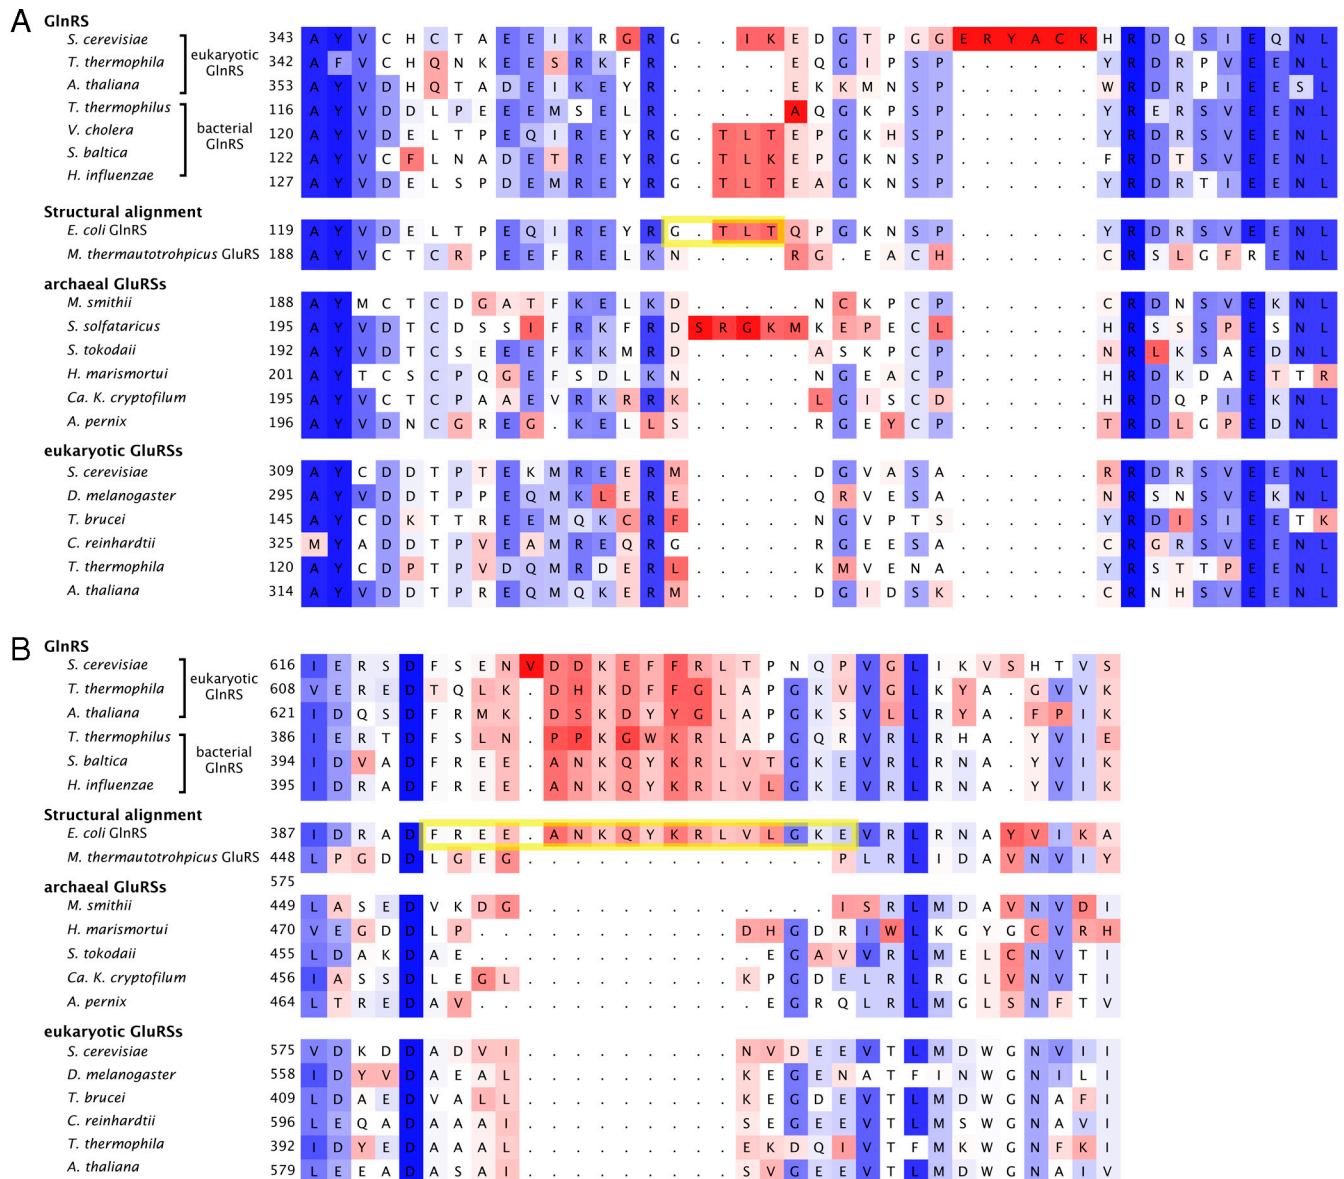 A
GlnRS
S. cerevisiae 343 A Y V C H C T A E E I K R G R G . . I K E D G T P G G E R Y A C K H R D Q S I E Q N L
T. thermophila eukaryotic GlnRS 342 A F V C H Q N K E E S R K F R . . . . . E Q G I P S P . . . . . . Y R D R P V E E N L
A. thaliana 353 A Y V D H Q T A D E I K E Y R . . . . . E K K M N S P . . . . . . W R D R P I E E S L
T. thermophilus 116 A Y V D D L P E E E M S E L R . . . . . A Q G K P S P . . . . . . Y R E R S V E E N L
V. cholera bacterial GlnRS 120 A Y V D E L T P E Q I R E Y R G . T L T E P G K H S P . . . . . . Y R D R S V E E N L
S. baltica 122 A Y V C F L N A D E T R E Y R G . T L K E P G K N S P . . . . . . F R D T S V E E N L
H. influenzae 127 A Y V D E L S P D E M R E Y R G . T L T E A G K N S P . . . . . . Y R D R T I E E N L
Structural alignment
E. coli GlnRS 119 A Y V D E L T P E Q I R E Y R G . T L T Q P G K N S P . . . . . . Y R D R S V E E N L
M. thermautotrohpicus GluRS 188 A Y V C T C R P E E F R E L K N . . . . R G . E A C H . . . . . . C R S L G F R E N L
archaeal GluRSs
M. smithii 188 A Y M C T C D G A T F K E L K D . . . . . N C K P C P . . . . . . C R D N S V E K N L
S. solfataricus 195 A Y V D T C D S S I F R K F R D S R G K M K E P E C L . . . . . . H R S S S P E S N L
S. tokodaii 192 A Y V D T C S E E E F K K M R D . . . . . A S K P C P . . . . . . N R L K S A E D N L
H. marismortui 201 A Y T C S C P Q G E F S D L K N . . . . . N G E A C P . . . . . . H R D K D A E T T R
Ca. K. cryptofilum 195 A Y V C T C P A A E V R K R R K . . . . . L G I S C D . . . . . . H R D Q P I E K N L
A. pernix 196 A Y V D N C G R E G . K E L L S . . . . . R G E Y C P . . . . . . T R D L G P E D N L
eukaryotic GluRSs
S. cerevisiae 309 A Y C D D T P T E K M R E E R M . . . . . D G V A S A . . . . . . R R D R S V E E N L
D. melanogaster 295 A Y V D D T P P E Q M K L E R E . . . . . Q R V E S A . . . . . . N R S N S V E K N L
T. brucei 145 A Y C D K T T R E E M Q K C R F . . . . . N G V P T S . . . . . . Y R D I S I E E T K
C. reinhardtii 325 M Y A D D T P V E A M R E Q R G . . . . . R G E E S A . . . . . . C R G R S V E E N L
T. thermophila 120 A Y C D P T P V D Q M R D E R L . . . . . K M V E N A . . . . . . Y R S T T P E E N L
A. thaliana 314 A Y V D D T P R E Q M Q K E R M . . . . . D G I D S K . . . . . . C R N H S V E E N L
B
GlnRS
S. cerevisiae 616 I E R S D F S E N V D D K E F F R L T P N Q P V G L I K V S H T V S
T. thermophila eukaryotic GlnRS 608 V E R E D T Q L K . D H K D F F G L A P G K V V G L K Y A . G V V K
A. thaliana 621 I D Q S D F R M K . D S K D Y Y G L A P G K S V L L R Y A . F P I K
T. thermophilus 386 I E R T D F S L N . P P K G W K R L A P G Q R V R L R H A . Y V I E
S. baltica bacterial GlnRS 394 I D V A D F R E E . A N K Q Y K R L V T G K E V R L R N A . Y V I K
H. influenzae 395 I D R A D F R E E . A N K Q Y K R L V L G K E V R L R N A . Y V I K
Structural alignment
E. coli GlnRS 387 I D R A D F R E E . A N K Q Y K R L V L G K E V R L R N A Y V I K A
M. thermautotrohpicus GluRS 448 L P G D D L G E G . . . . . . . . . . . . . P L R L I D A V N V I Y
575
archaeal GluRSs
M. smithii 449 L A S E D V K D G . . . . . . . . . . . . . I S R L M D A V N V D I
H. marismortui 470 V E G D D L P . . . . . . . . . . . D H G D R I W L K G Y G C V R H
S. tokodaii 455 L D A K D A E . . . . . . . . . . . . E G A V V R L M E L C N V T I
Ca. K. cryptofilum 456 I A S S D L E G L . . . . . . . . . K P G D E L R L R G L V N V T I
A. pernix 464 L T R E D A V . . . . . . . . . . . . E G R Q L R L M G L S N F T V
eukaryotic GluRSs
S. cerevisiae 575 V D K D D A D V I . . . . . . . . . N V D E E V T L M D W G N V I I
D. melanogaster 558 I D Y V D A E A L . . . . . . . . . K E G E N A T F I N W G N I L I
T. brucei 409 L D A E D V A L L . . . . . . . . . K E G D E V T L M D W G N A F I
C. reinhardtii 596 L E Q A D A A A I . . . . . . . . . S E G E E V T L M S W G N A V I
T. thermophila 392 I D Y E D A A A L . . . . . . . . . E K D Q I V T F M K W G N F K I
A. thaliana 579 L E E A D A S A I . . . . . . . . . S V G E E V T L M D W G N A I V